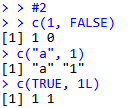 > > #2
> c(1, FALSE)
[1] 1 0
> c("a", 1)
[1] "a" "1"
> c(TRUE, 1L)
[1] 1 1